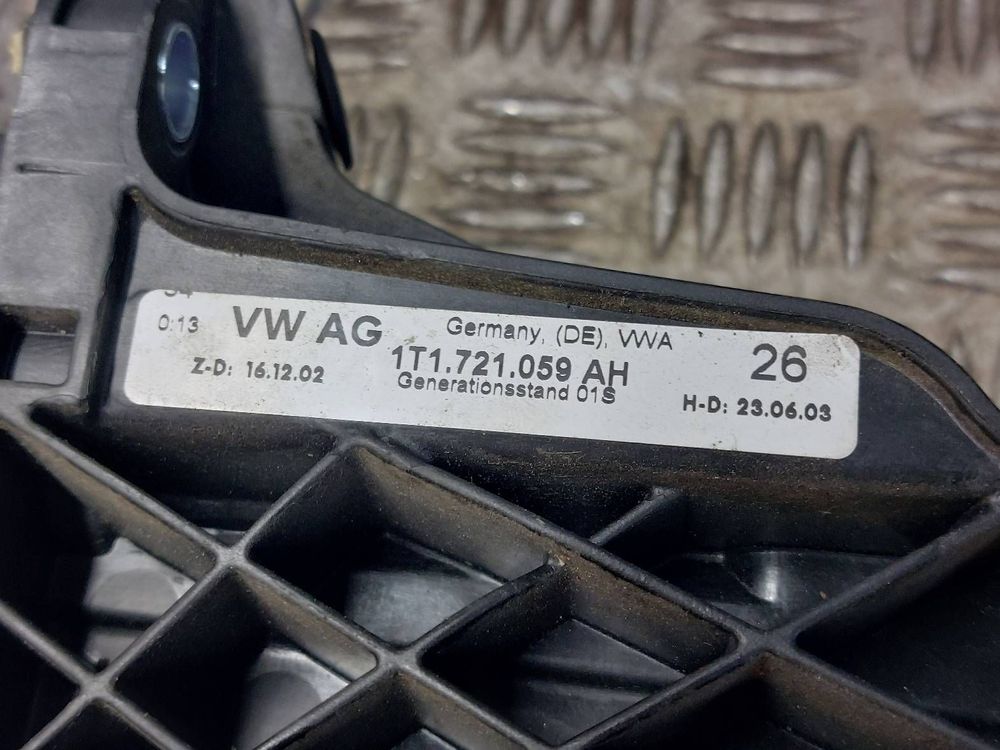 0:13 VW AG Germany, (DE), VWA
Z-D: 16.12.02 1T1.721.059 AH 26
Generationsstand 01S H-D: 23.06.03